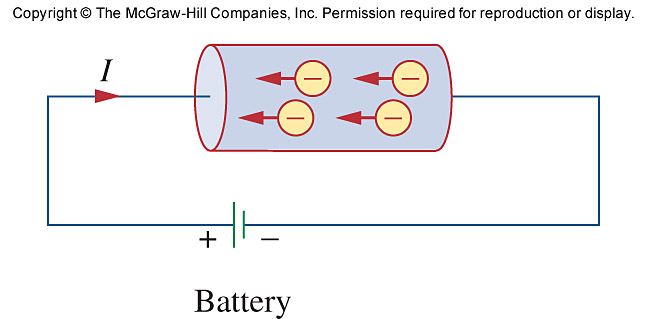 Copyright © The McGraw-Hill Companies, Inc. Permission required for reproduction or display.
I
− −
− −
+ −
Battery